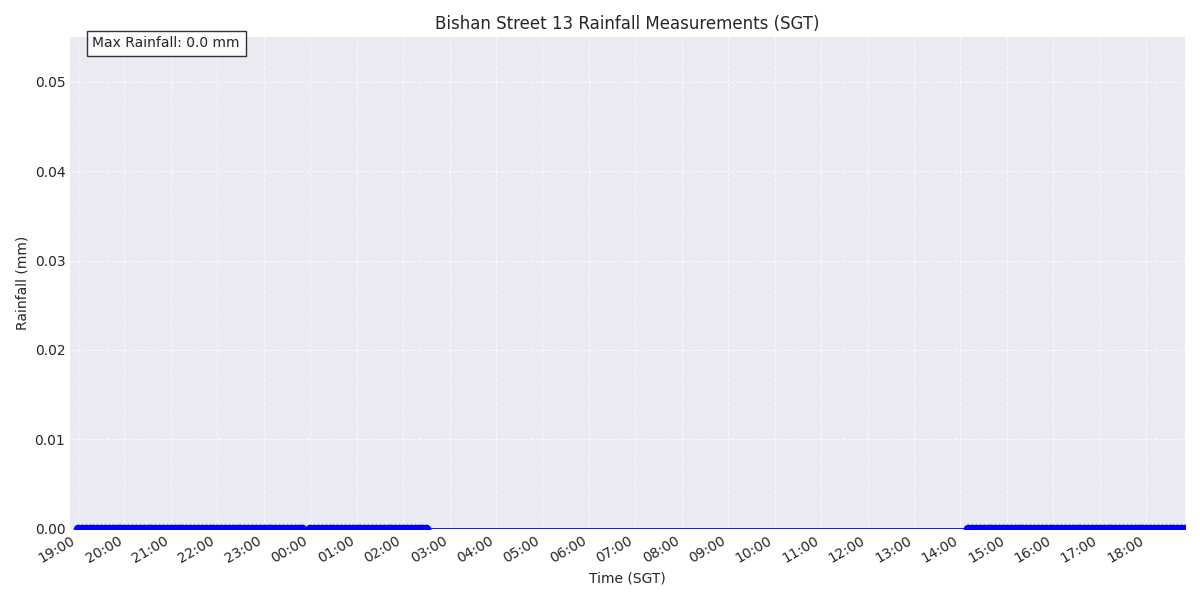 Bishan Street 13 Rainfall Measurements (SGT)
Max Rainfall: 0.0 mm
Rainfall (mm)
0.05
0.04
0.03
0.02
0.01
0.00
19:00 20:00 21:00 22:00 23:00 00:00 01:00 02:00 03:00 04:00 05:00 06:00 07:00 08:00 09:00 10:00 11:00 12:00 13:00 14:00 15:00 16:00 17:00 18:00
Time (SGT)